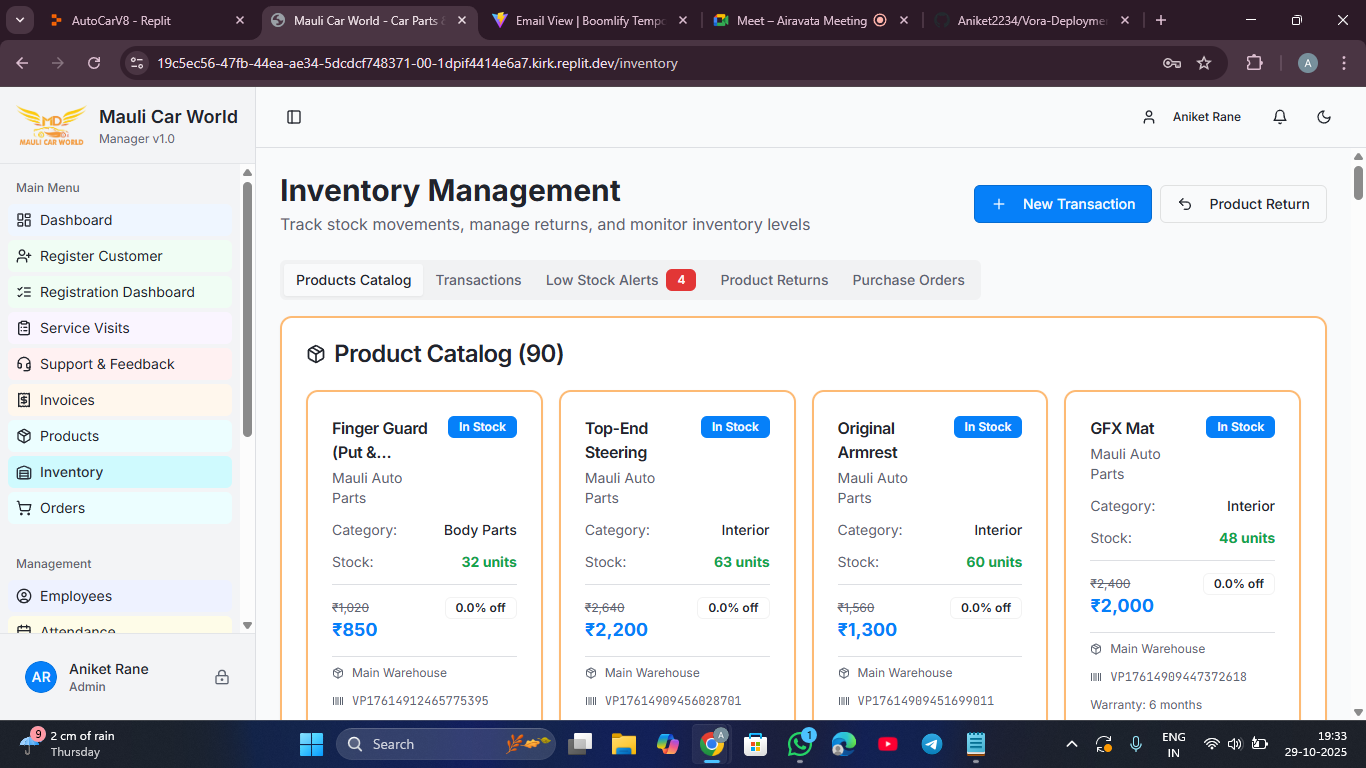 AutoCarV8 - Replit
Mauli Car World - Car Parts &
Email View | Boomlify Tempo
Meet – Airavata Meeting
Aniket2234/Vora-Deployme
19c5ec56-47fb-44ea-ae34-5dcdcf748371-00-1dpif4414e6a7.kirk.replit.dev/inventory
A
MD
MAULI CAR WORLD
Mauli Car World
Manager v1.0
Aniket Rane
Main Menu
Dashboard
Register Customer
Registration Dashboard
Service Visits
Support & Feedback
Invoices
Products
Inventory
Orders
Management
Employees
Attendance
AR
Aniket Rane
Admin
Inventory Management
Track stock movements, manage returns, and monitor inventory levels
New Transaction
Product Return
Products Catalog
Transactions
Low Stock Alerts
4
Product Returns
Purchase Orders
Product Catalog (90)
Finger Guard
(Put &...
In Stock
Mauli Auto
Parts
Category:
Body Parts
Stock:
32 units
₹1,020
0.0% off
₹850
Main Warehouse
VP17614912465775395
Top-End
Steering
In Stock
Mauli Auto
Parts
Category:
Interior
Stock:
63 units
₹2,640
0.0% off
₹2,200
Main Warehouse
VP17614909456028701
Original
Armrest
In Stock
Mauli Auto
Parts
Category:
Interior
Stock:
60 units
₹1,560
0.0% off
₹1,300
Main Warehouse
VP17614909451699011
GFX Mat
In Stock
Mauli Auto
Parts
Category:
Interior
Stock:
48 units
₹2,400
0.0% off
₹2,000
Main Warehouse
VP17614909447372618
Warranty: 6 months
9
2 cm of rain
Thursday
Search
A
1
ENG
IN
19:33
29-10-2025